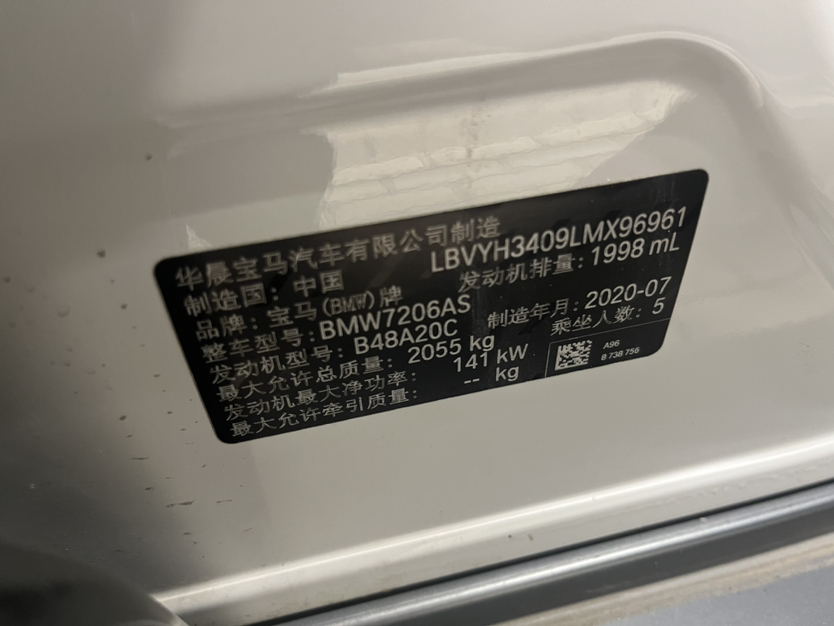 华晨宝马汽车有限公司制造
制造国: 中国 LBVYH3409LMX96961
品牌: 宝马(BMW)牌 发动机排量: 1998 mL
整车型号: BMW7206AS
发动机型号: B48A20C 制造年月: 2020-07
最大允许总质量: 2055 kg 乘坐人数: 5
发动机最大净功率: 141 kW
最大允许牵引质量: -- kg
A96
8 738 756